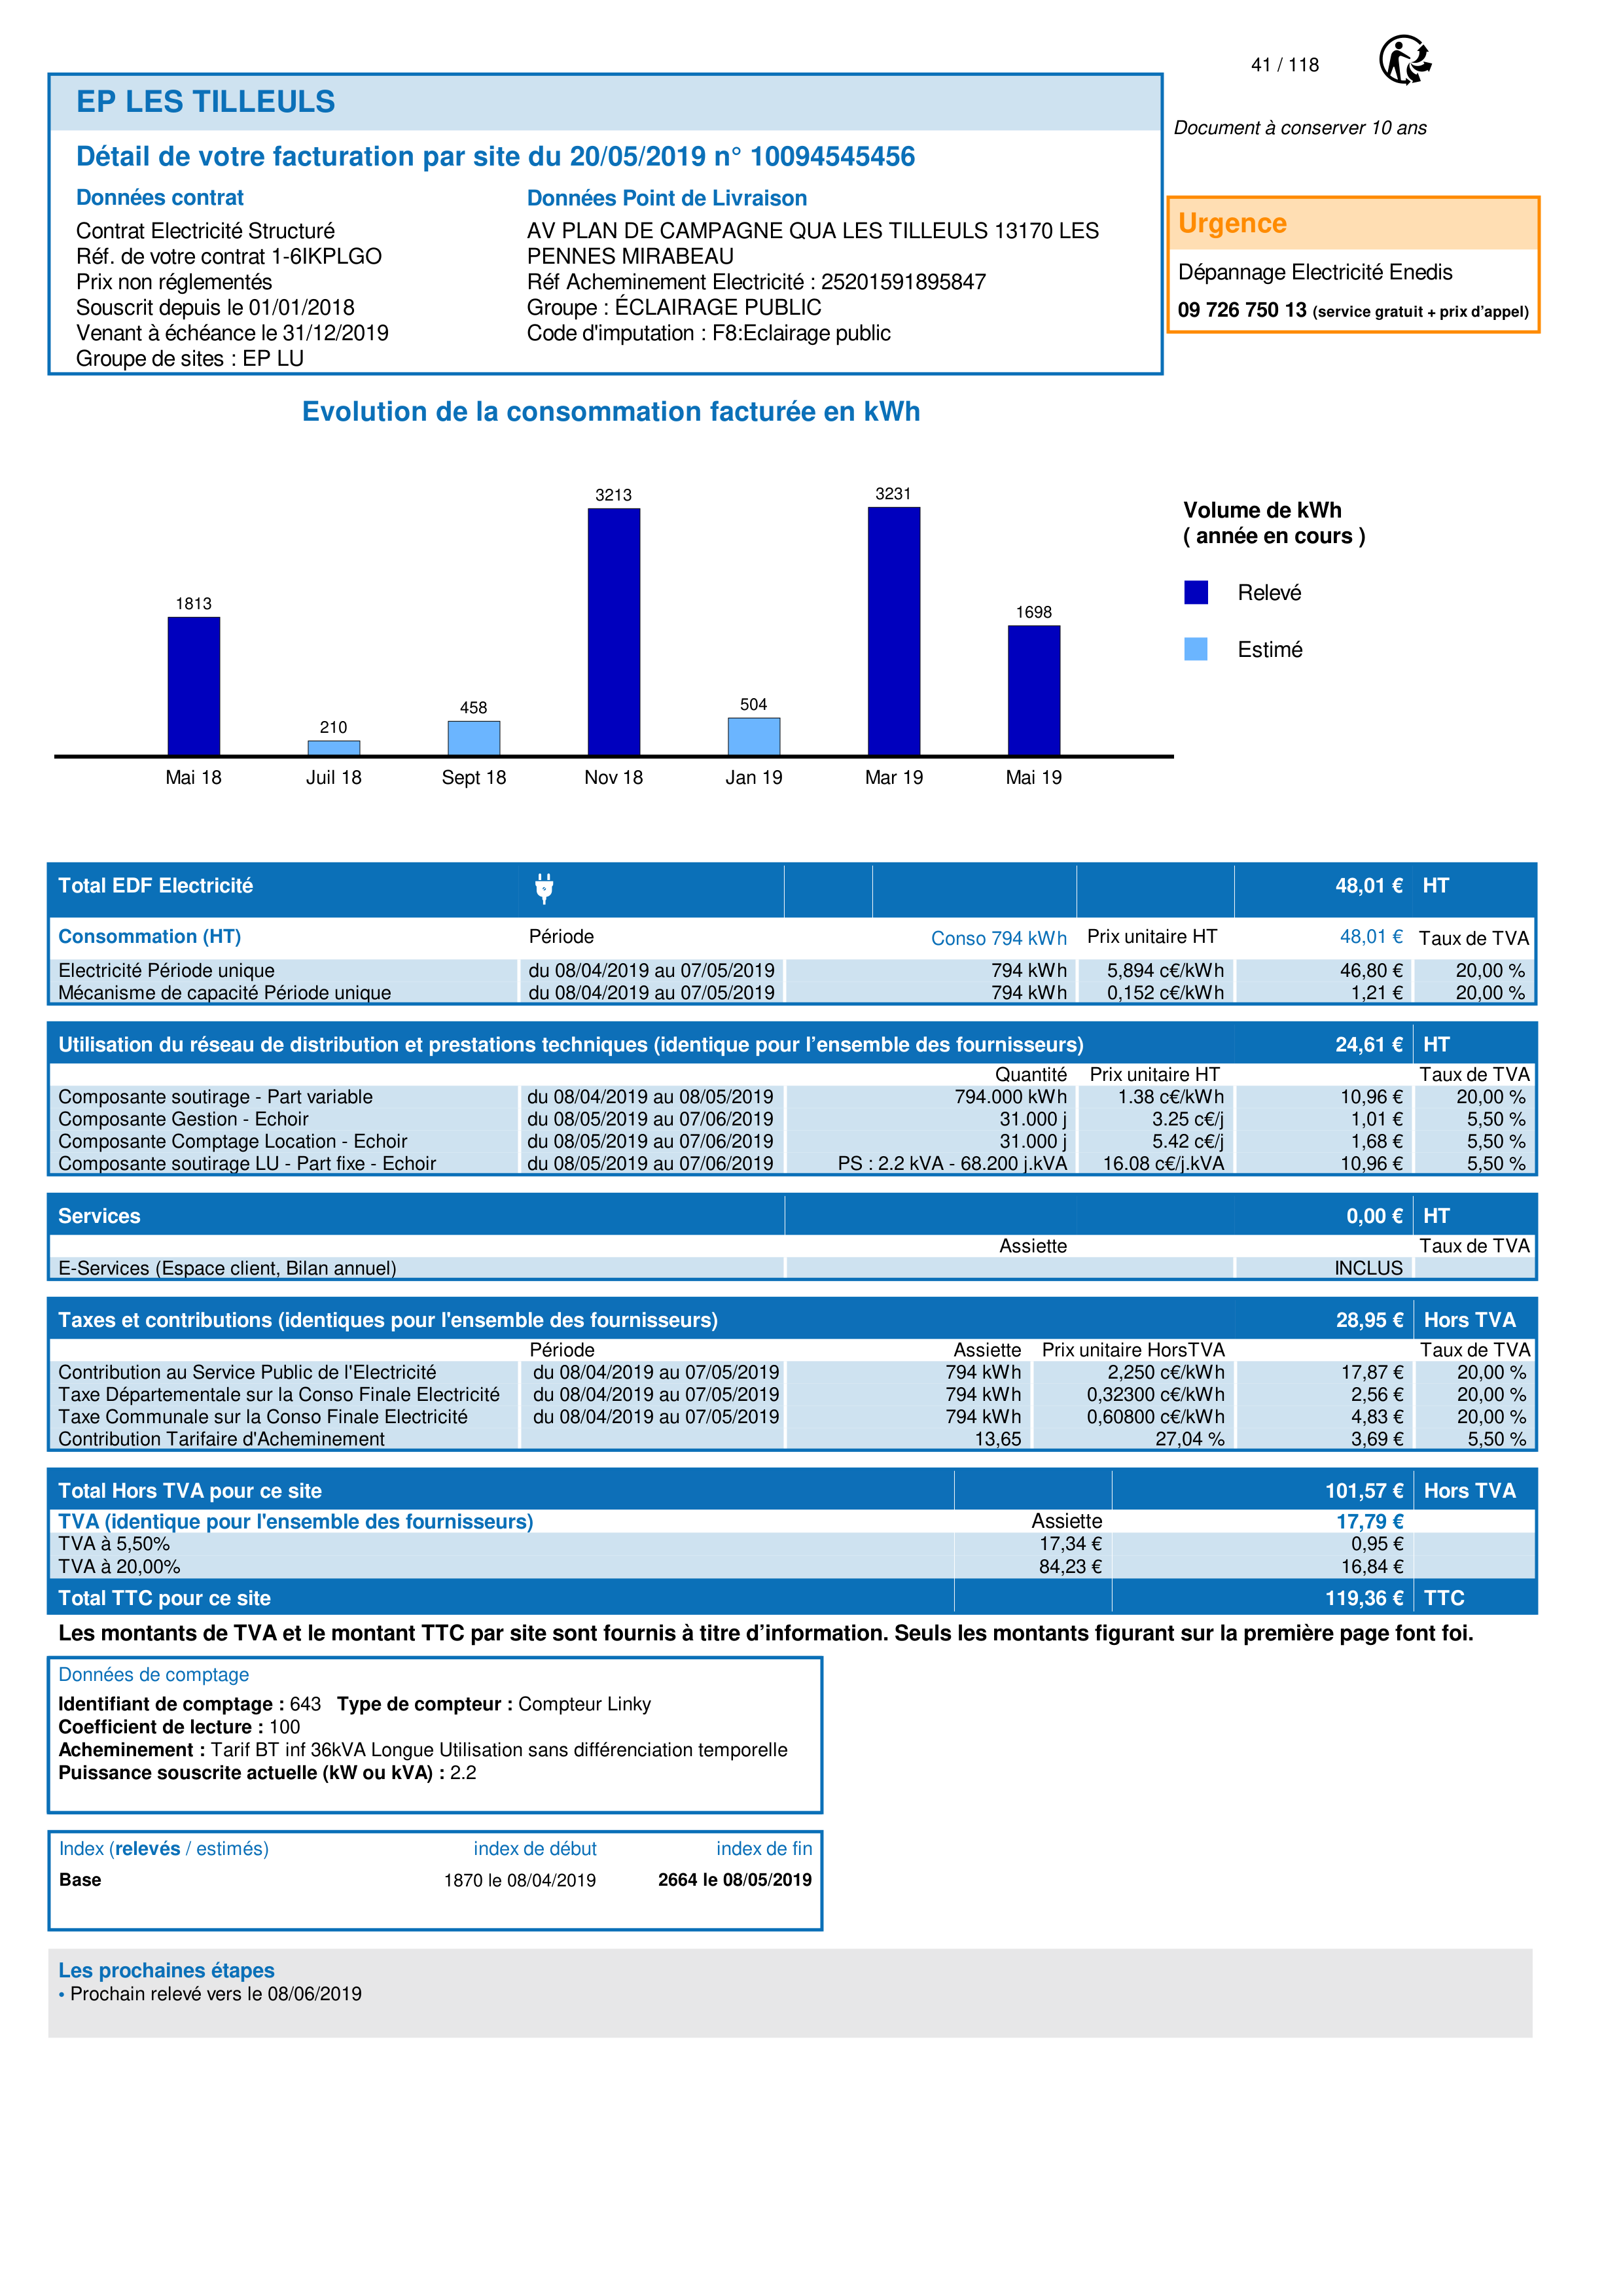 41 / 118
Document à conserver 10 ans
EP LES TILLEULS
Détail de votre facturation par site du 20/05/2019 n° 10094545456
Données contrat
Contrat Electricité Structuré
Réf. de votre contrat 1-6IKPLGO
Prix non réglementés
Souscrit depuis le 01/01/2018
Venant à échéance le 31/12/2019
Groupe de sites : EP LU
Données Point de Livraison
AV PLAN DE CAMPAGNE QUA LES TILLEULS 13170 LES
PENNES MIRABEAU
Réf Acheminement Electricité : 25201591895847
Groupe : ÉCLAIRAGE PUBLIC
Code d'imputation : F8:Eclairage public
Urgence
Dépannage Electricité Enedis
09 726 750 13 (service gratuit + prix d’appel)
Evolution de la consommation facturée en kWh
1813 210 458 3213 504 3231 1698
Mai 18 Juil 18 Sept 18 Nov 18 Jan 19 Mar 19 Mai 19
Volume de kWh
( année en cours )
Relevé
Estimé
Total EDF Electricité 48,01 € HT
Consommation (HT) Période Conso 794 kWh Prix unitaire HT 48,01 € Taux de TVA
Electricité Période unique du 08/04/2019 au 07/05/2019 794 kWh 5,894 c€/kWh 46,80 € 20,00 %
Mécanisme de capacité Période unique du 08/04/2019 au 07/05/2019 794 kWh 0,152 c€/kWh 1,21 € 20,00 %
Utilisation du réseau de distribution et prestations techniques (identique pour l’ensemble des fournisseurs) 24,61 € HT
Quantité Prix unitaire HT Taux de TVA
Composante soutirage - Part variable du 08/04/2019 au 08/05/2019 794.000 kWh 1.38 c€/kWh 10,96 € 20,00 %
Composante Gestion - Echoir du 08/05/2019 au 07/06/2019 31.000 j 3.25 c€/j 1,01 € 5,50 %
Composante Comptage Location - Echoir du 08/05/2019 au 07/06/2019 31.000 j 5.42 c€/j 1,68 € 5,50 %
Composante soutirage LU - Part fixe - Echoir du 08/05/2019 au 07/06/2019 PS : 2.2 kVA - 68.200 j.kVA 16.08 c€/j.kVA 10,96 € 5,50 %
Services 0,00 € HT
Assiette Taux de TVA
E-Services (Espace client, Bilan annuel) INCLUS
Taxes et contributions (identiques pour l'ensemble des fournisseurs) 28,95 € Hors TVA
Période Assiette Prix unitaire HorsTVA Taux de TVA
Contribution au Service Public de l'Electricité du 08/04/2019 au 07/05/2019 794 kWh 2,250 c€/kWh 17,87 € 20,00 %
Taxe Départementale sur la Conso Finale Electricité du 08/04/2019 au 07/05/2019 794 kWh 0,32300 c€/kWh 2,56 € 20,00 %
Taxe Communale sur la Conso Finale Electricité du 08/04/2019 au 07/05/2019 794 kWh 0,60800 c€/kWh 4,83 € 20,00 %
Contribution Tarifaire d'Acheminement 13,65 27,04 % 3,69 € 5,50 %
Total Hors TVA pour ce site 101,57 € Hors TVA
TVA (identique pour l'ensemble des fournisseurs) Assiette 17,79 €
TVA à 5,50% 17,34 € 0,95 €
TVA à 20,00% 84,23 € 16,84 €
Total TTC pour ce site 119,36 € TTC
Les montants de TVA et le montant TTC par site sont fournis à titre d’information. Seuls les montants figurant sur la première page font foi.
Données de comptage
Identifiant de comptage : 643 Type de compteur : Compteur Linky
Coefficient de lecture : 100
Acheminement : Tarif BT inf 36kVA Longue Utilisation sans différenciation temporelle
Puissance souscrite actuelle (kW ou kVA) : 2.2
Index (relevés / estimés) index de début index de fin
Base 1870 le 08/04/2019 2664 le 08/05/2019
Les prochaines étapes
• Prochain relevé vers le 08/06/2019